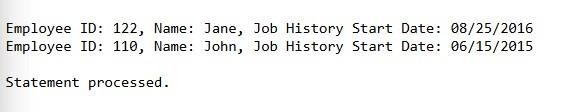 Employee ID: 122, Name: Jane, Job History Start Date: 08/25/2016
Employee ID: 110, Name: John, Job History Start Date: 06/15/2015
Statement processed.